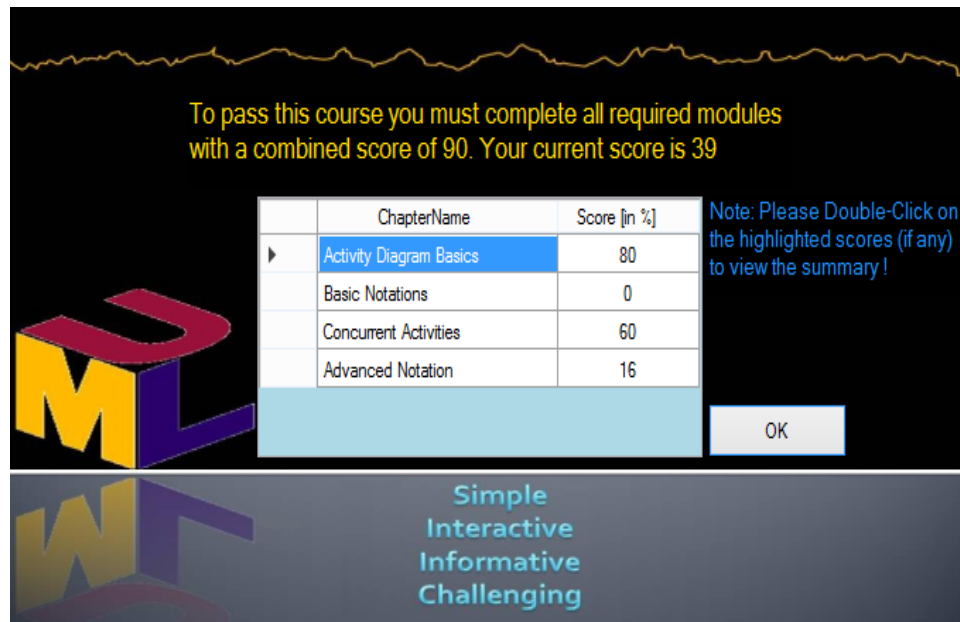 To pass this course you must complete all required modules
with a combined score of 90. Your current score is 39
ChapterName Score [in %]
Activity Diagram Basics 80
Basic Notations 0
Concurrent Activities 60
Advanced Notation 16
Note: Please Double-Click on
the highlighted scores (if any)
to view the summary !
UML
OK
Simple
Interactive
Informative
Challenging